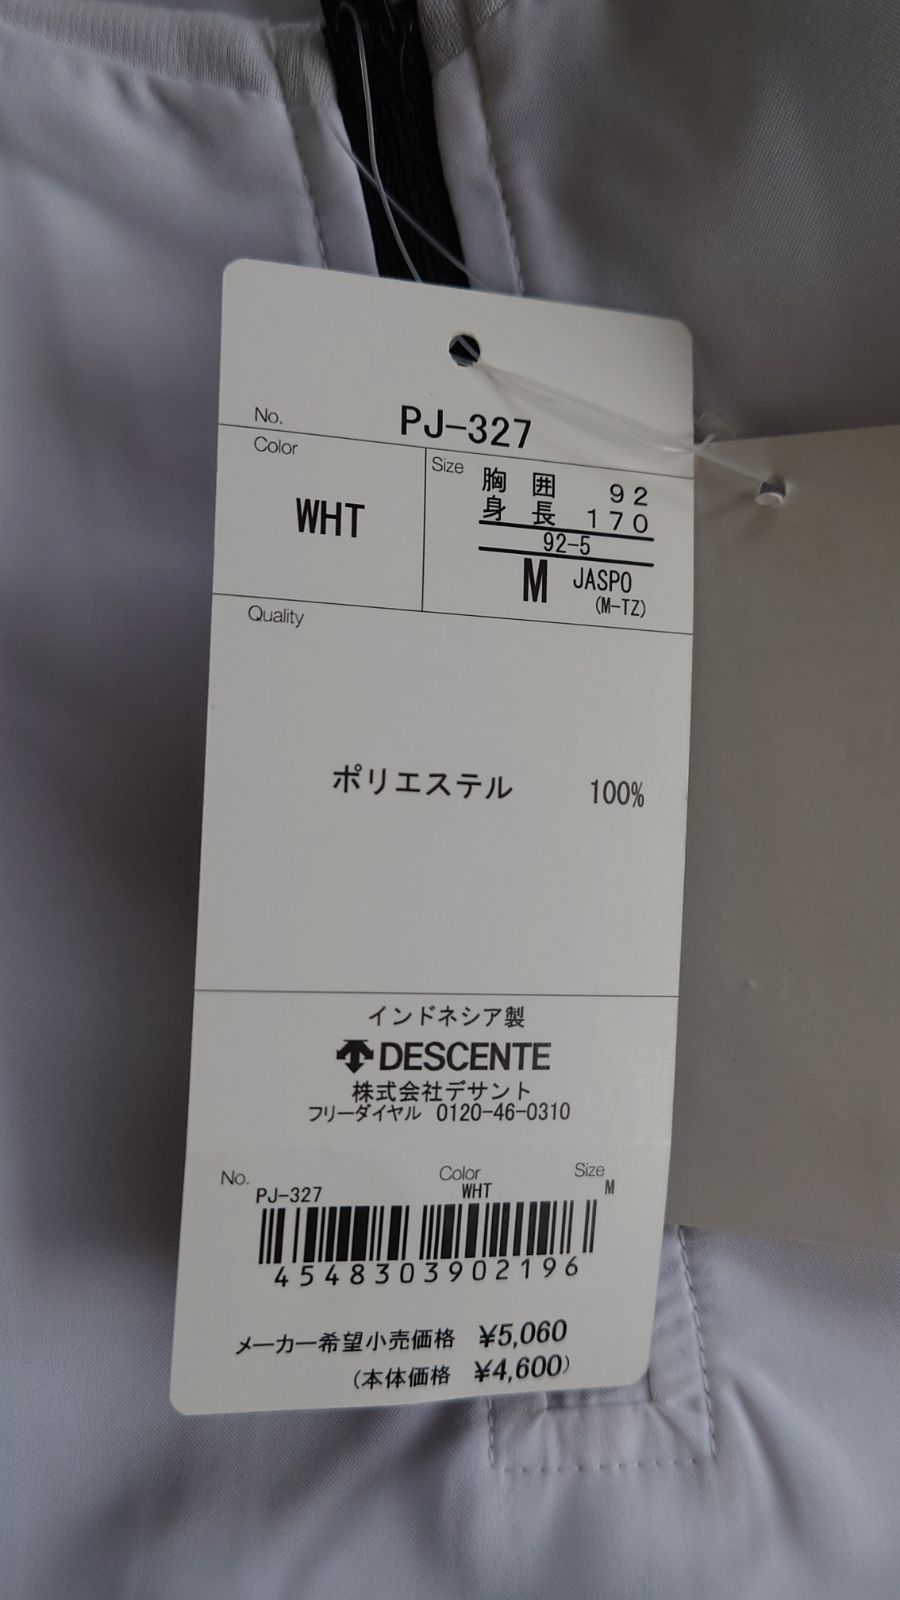 No. PJ-327
Color
WHT
Size 胸囲 92
身長 170
92-5
M JASPO
(M-TZ)
Quality
ポリエステル 100%
インドネシア製
DESCENTE
株式会社デサント
フリーダイヤル 0120-46-0310
No. Color Size
PJ-327 WHT M
4548303902196
メーカー希望小売価格 ¥5,060
(本体価格 ¥4,600)